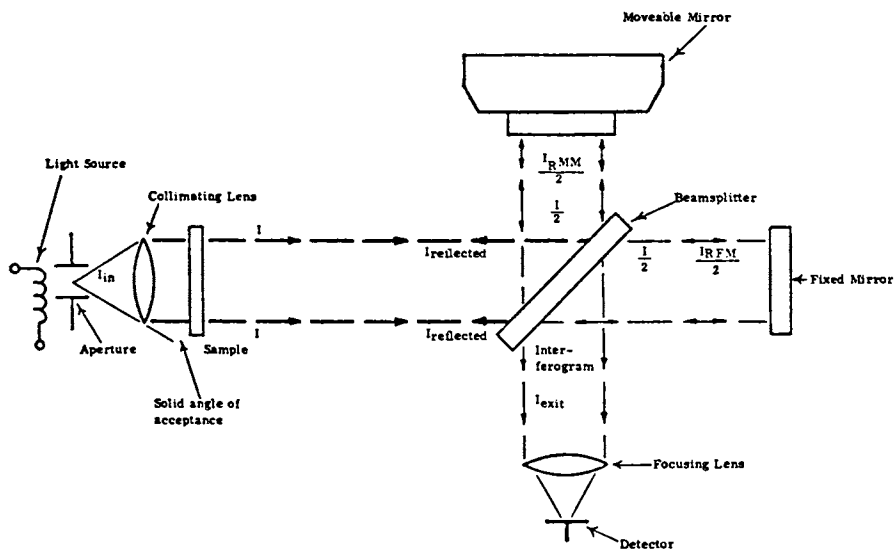 Moveable Mirror
Light Source
Collimating Lens
I_RMM
2
Beamsplitter
I
2
I
I_in
I_reflected
I
2
I_RFM
2
Fixed Mirror
I
I_reflected
Aperture
Sample
Inter-
ferogram
Solid angle of
acceptance
I_exit
Focusing Lens
Detector